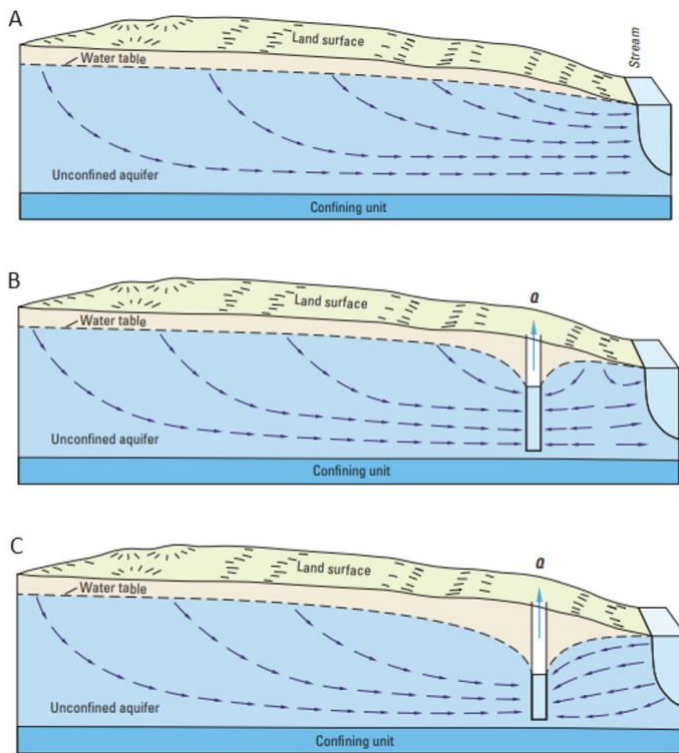 A
Land surface
Stream
Water table
Unconfined aquifer
Confining unit
B
Q
Land surface
Water table
Unconfined aquifer
Confining unit
C
Q
Land surface
Water table
Unconfined aquifer
Confining unit